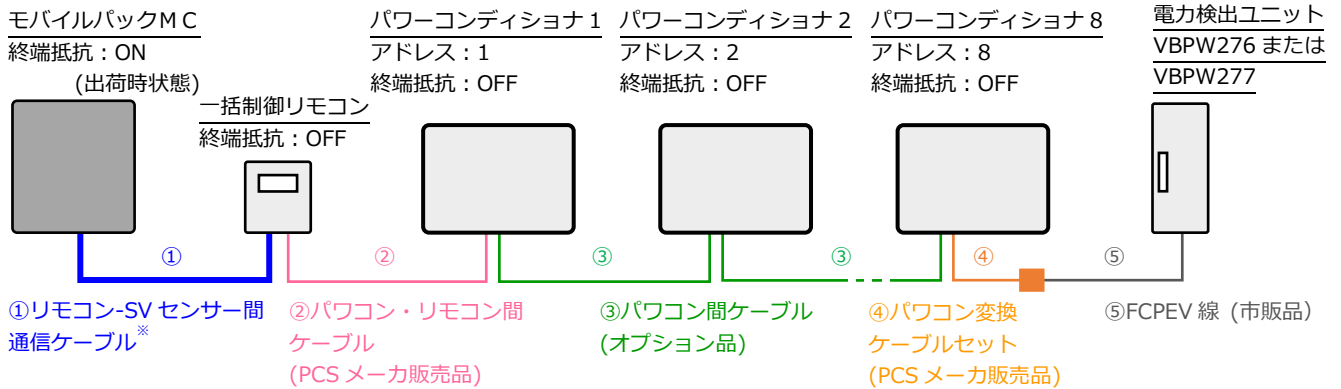 モバイルパックＭＣ
終端抵抗：ON
(出荷時状態)
一括制御リモコン
終端抵抗：OFF
パワーコンディショナ 1
アドレス：1
終端抵抗：OFF
パワーコンディショナ 2
アドレス：2
終端抵抗：OFF
パワーコンディショナ 8
アドレス：8
終端抵抗：OFF
電力検出ユニット
VBPW276 または
VBPW277
①
②
③
③
④
⑤
①リモコン-SV センサー間
通信ケーブル※
②パワコン・リモコン間
ケーブル
(PCS メーカ販売品)
③パワコン間ケーブル
(オプション品)
④パワコン変換
ケーブルセット
(PCS メーカ販売品)
⑤FCPEV 線 (市販品)